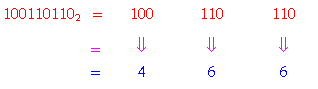 100110110₂ = 100 110 110
= ⇓ ⇓ ⇓
= 4 6 6